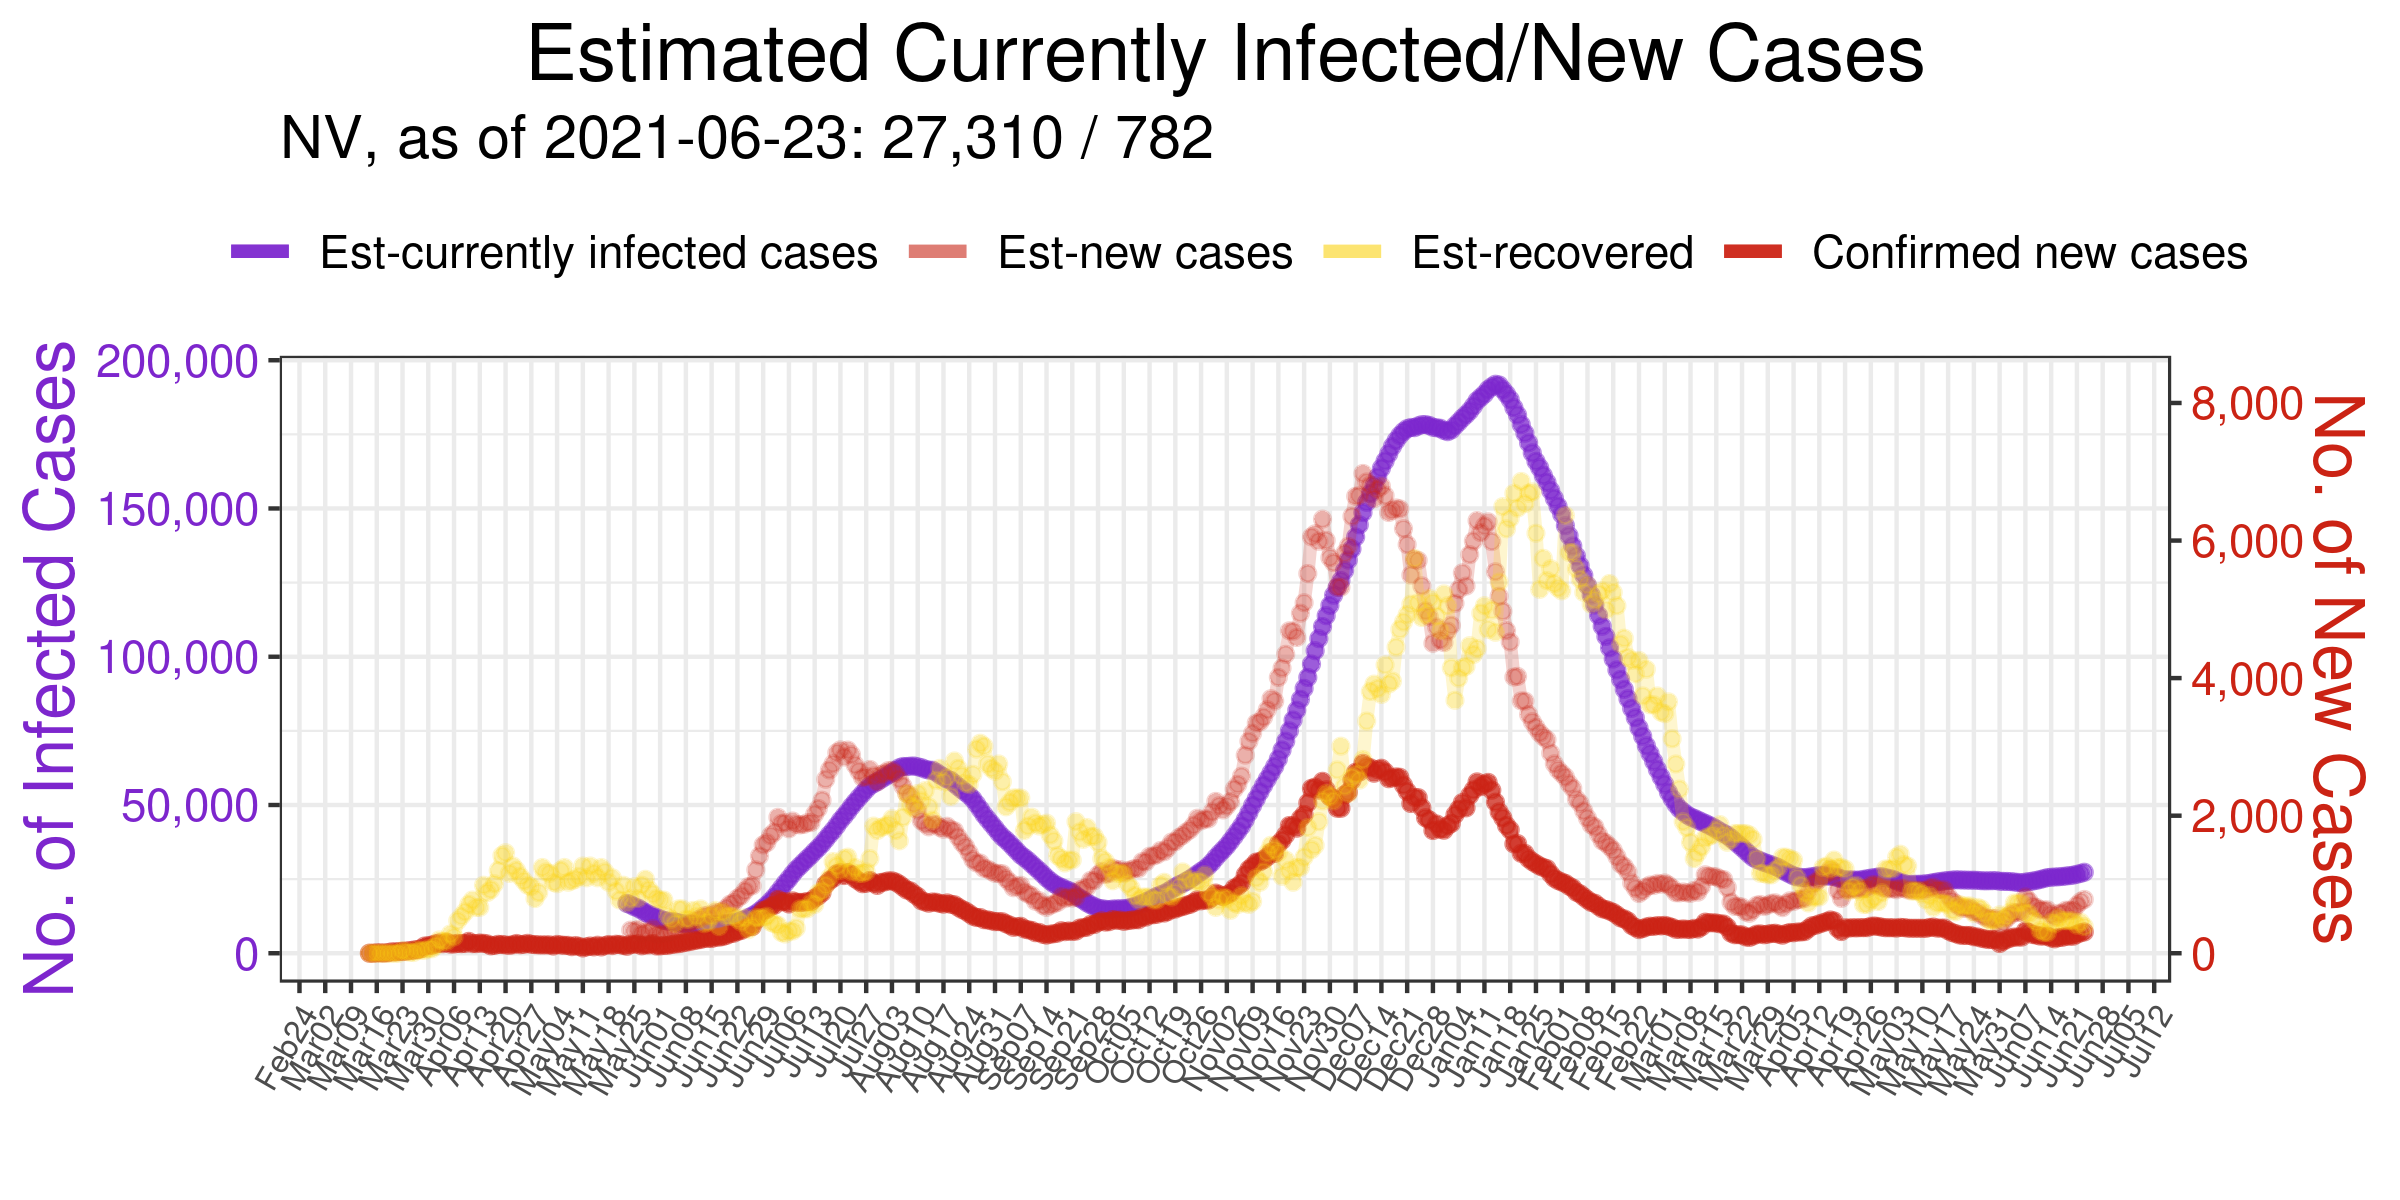 Estimated Currently Infected/New Cases
NV, as of 2021-06-23: 27,310 / 782
Est-currently infected cases Est-new cases Est-recovered Confirmed new cases
No. of Infected Cases
200,000
150,000
100,000
50,000
0
8,000
6,000
4,000
2,000
0
No. of New Cases
Feb24 Mar02 Mar09 Mar16 Mar23 Mar30 Apr06 Apr13 Apr20 Apr27 May04 May11 May18 May25 Jun01 Jun08 Jun15 Jun22 Jun29 Jul06 Jul13 Jul20 Jul27 Aug03 Aug10 Aug17 Aug24 Aug31 Sep07 Sep14 Sep21 Sep28 Oct05 Oct12 Oct19 Oct26 Nov02 Nov09 Nov16 Nov23 Nov30 Dec07 Dec14 Dec21 Dec28 Jan04 Jan11 Jan18 Jan25 Feb01 Feb08 Feb15 Feb22 Mar01 Mar08 Mar15 Mar22 Mar29 Apr05 Apr12 Apr19 Apr26 May03 May10 May17 May24 May31 Jun07 Jun14 Jun21 Jun28 Jul05 Jul12